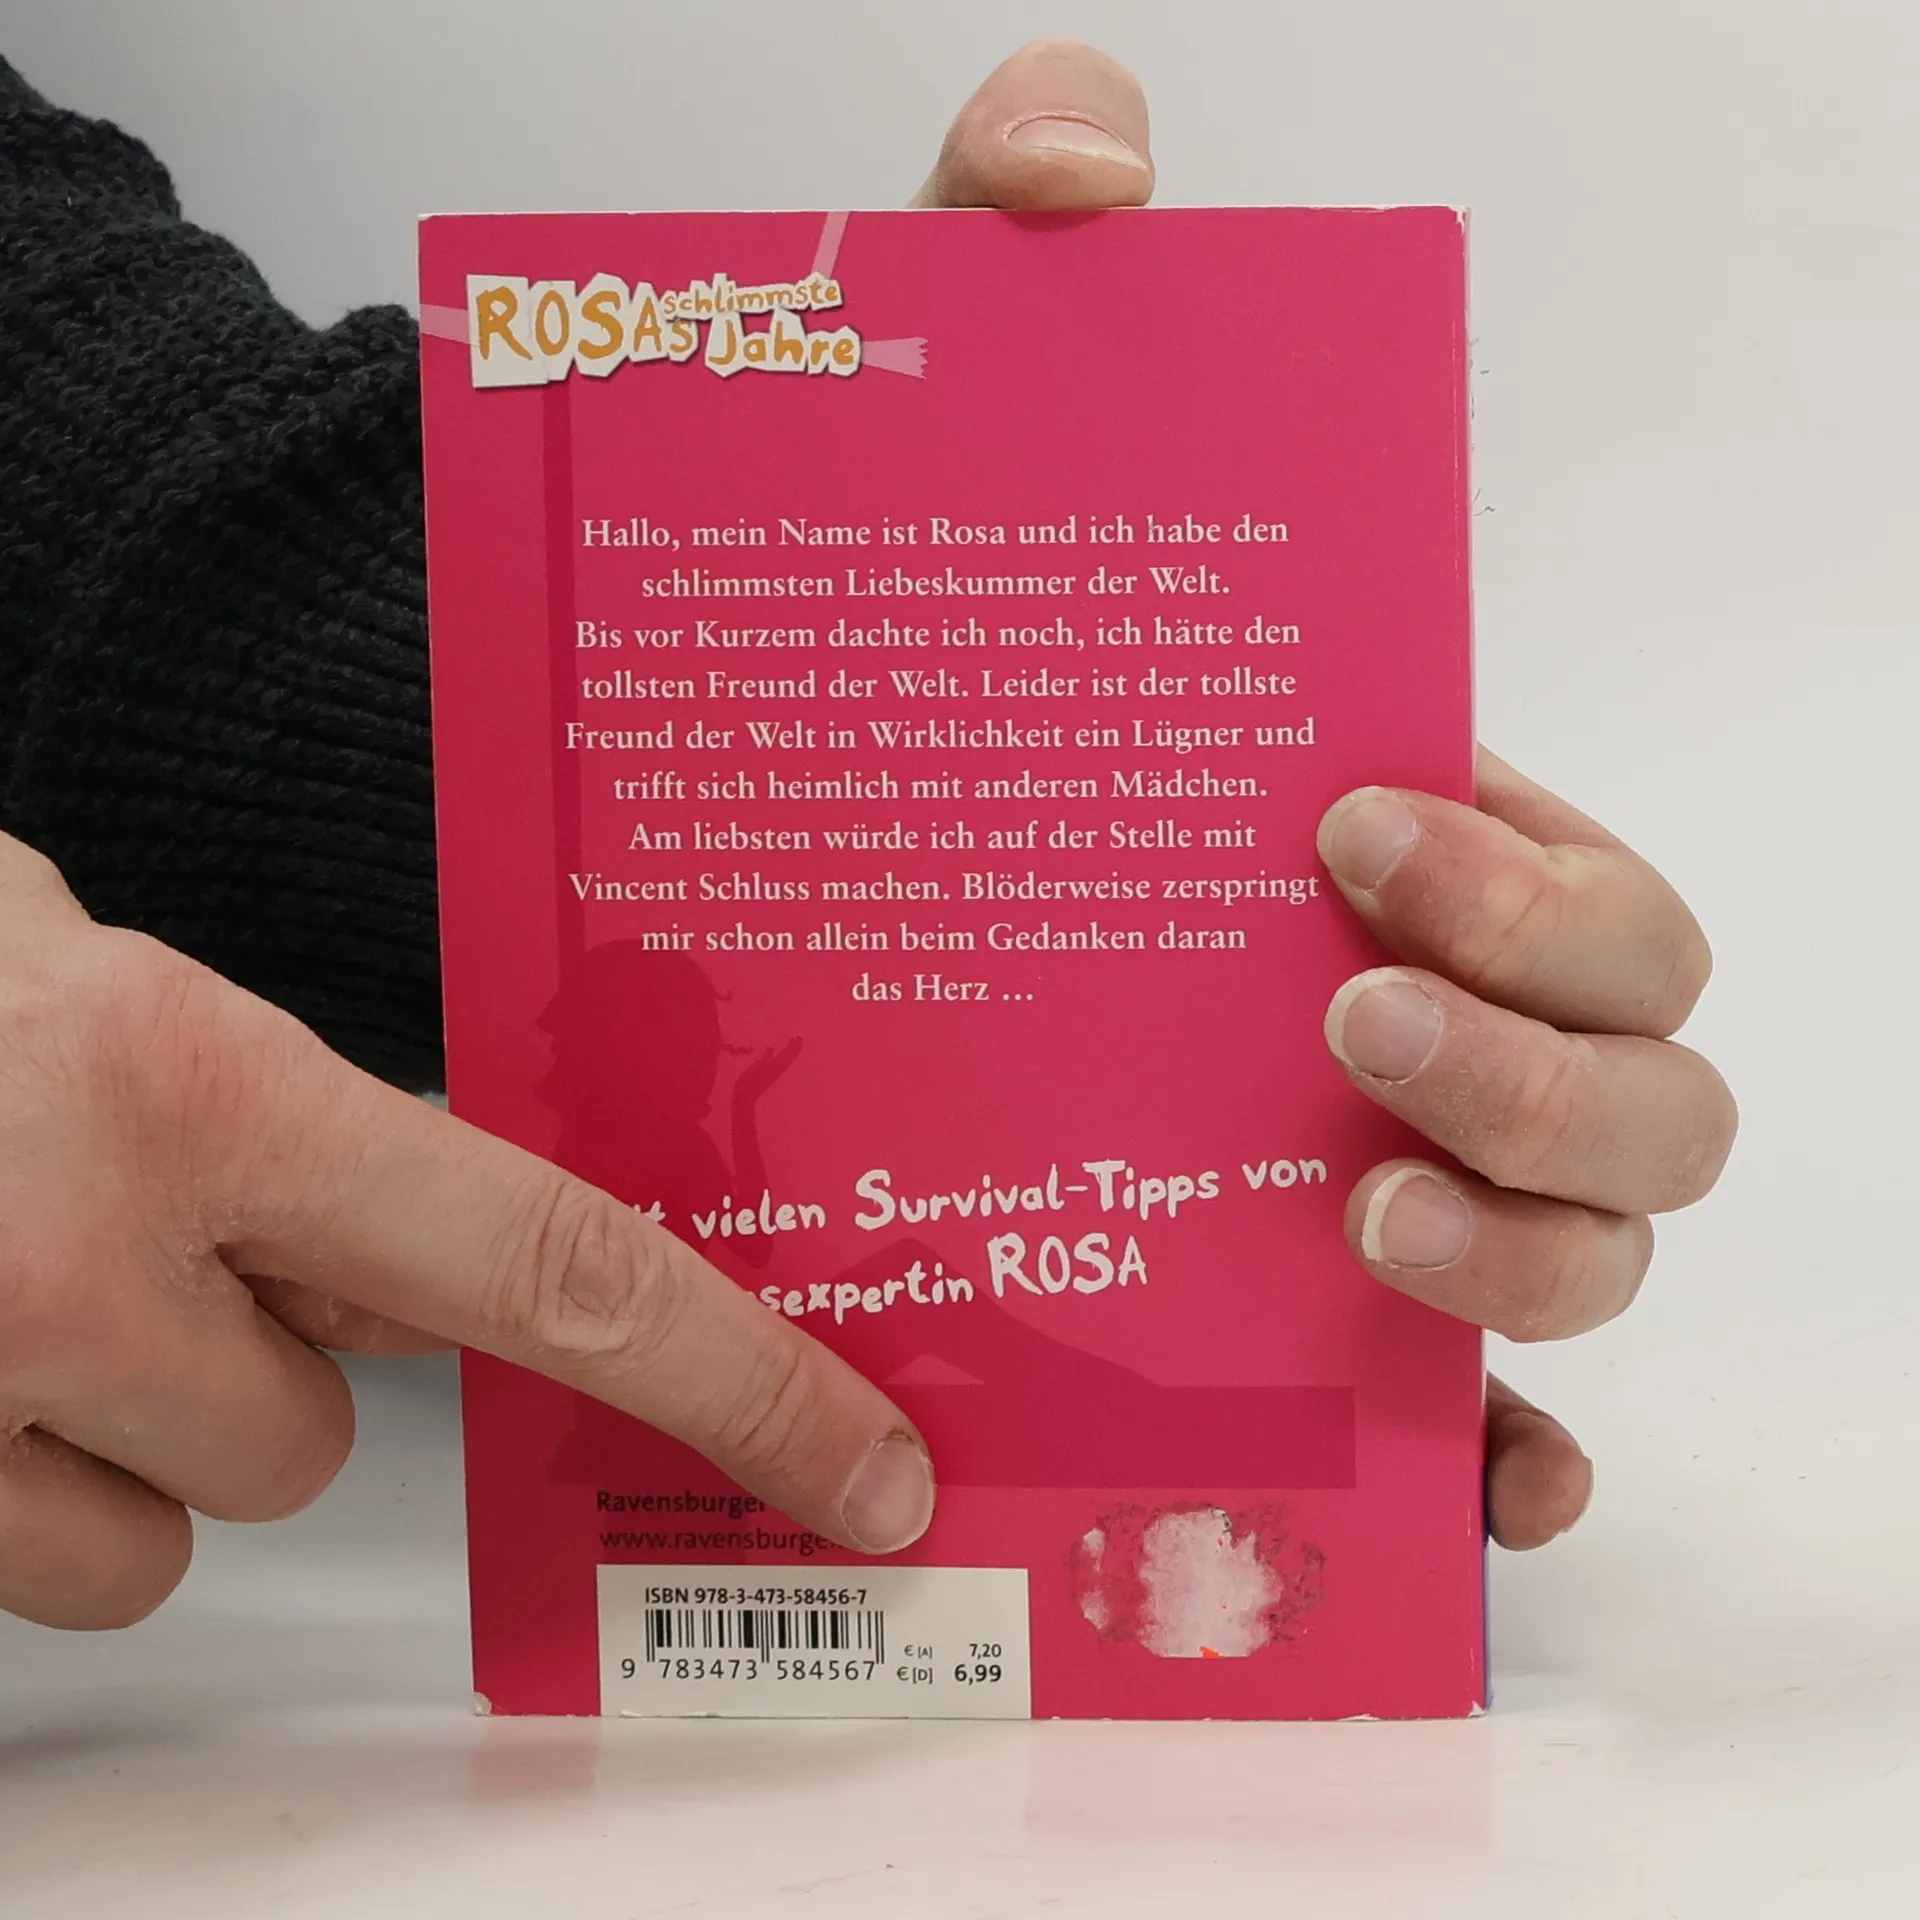 ROSAS schlimmste Jahre
Hallo, mein Name ist Rosa und ich habe den
schlimmsten Liebeskummer der Welt.
Bis vor Kurzem dachte ich noch, ich hätte den
tollsten Freund der Welt. Leider ist der tollste
Freund der Welt in Wirklichkeit ein Lügner und
trifft sich heimlich mit anderen Mädchen.
Am liebsten würde ich auf der Stelle mit
Vincent Schluss machen. Blöderweise zerspringt
mir schon allein beim Gedanken daran
das Herz ...
vielen Survival-Tipps von
ROSA
Ravensburger
ISBN 978-3-473-58456-7
€ [A] 7,20
9 783473 584567 € [D] 6,99